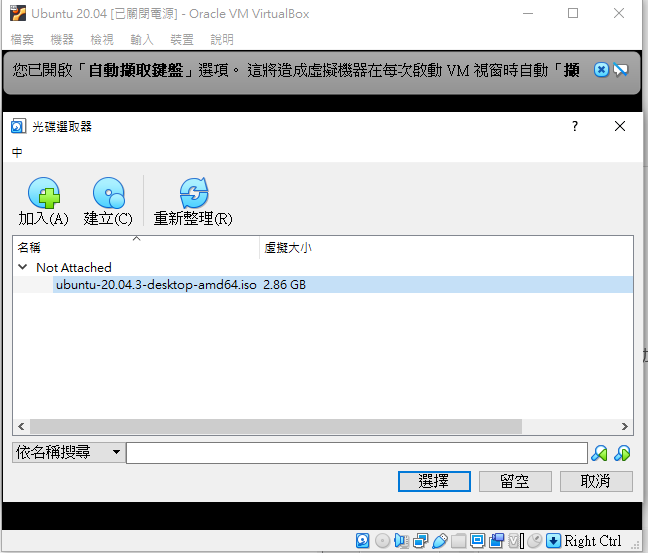 Ubuntu 20.04 [已關閉電源] - Oracle VM VirtualBox
檔案 機器 檢視 輸入 裝置 說明
您已開啟「自動擷取鍵盤」選項。 這將造成虛擬機器在每次啟動 VM 視窗時自動「擷
光碟選取器
中
加入(A) 建立(C) 重新整理(R)
名稱 虛擬大小
Not Attached
ubuntu-20.04.3-desktop-amd64.iso 2.86 GB
依名稱搜尋
選擇 留空 取消
Right Ctrl